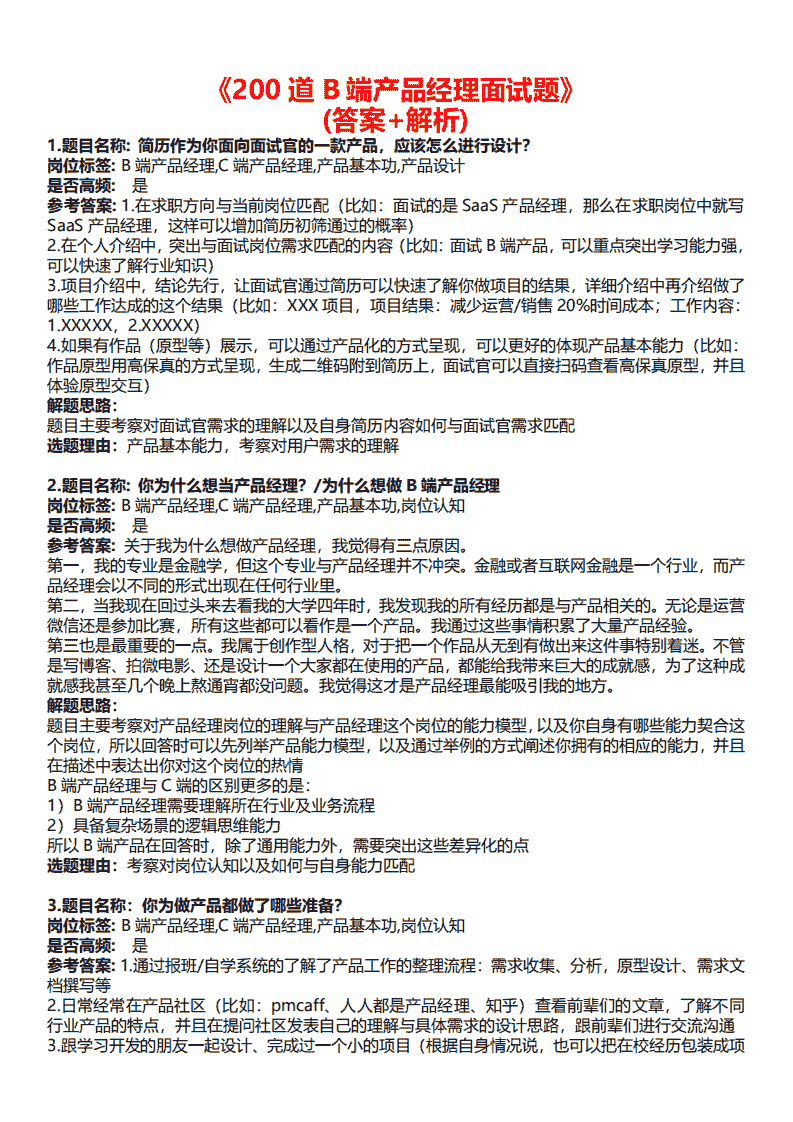 《200 道 B 端产品经理面试题》
(答案+解析)
1.题目名称: 简历作为你面向面试官的一款产品，应该怎么进行设计?
岗位标签: B 端产品经理,C 端产品经理,产品基本功,产品设计
是否高频: 是
参考答案: 1.在求职方向与当前岗位匹配（比如：面试的是 SaaS 产品经理，那么在求职岗位中就写
SaaS 产品经理，这样可以增加简历初筛通过的概率）
2.在个人介绍中，突出与面试岗位需求匹配的内容（比如：面试 B 端产品，可以重点突出学习能力强，
可以快速了解行业知识）
3.项目介绍中，结论先行，让面试官通过简历可以快速了解你做项目的结果，详细介绍中再介绍做了
哪些工作达成的这个结果（比如：XXX 项目，项目结果：减少运营/销售 20%时间成本；工作内容：
1.XXXXX，2.XXXXX）
4.如果有作品（原型等）展示，可以通过产品化的方式呈现，可以更好的体现产品基本能力（比如：
作品原型用高保真的方式呈现，生成二维码附到简历上，面试官可以直接扫码查看高保真原型，并且
体验原型交互）
解题思路:
题目主要考察对面试官需求的理解以及自身简历内容如何与面试官需求匹配
选题理由：产品基本能力，考察对用户需求的理解
2.题目名称: 你为什么想当产品经理？/为什么想做 B 端产品经理
岗位标签: B 端产品经理,C 端产品经理,产品基本功,岗位认知
是否高频: 是
参考答案: 关于我为什么想做产品经理，我觉得有三点原因。
第一，我的专业是金融学，但这个专业与产品经理并不冲突。金融或者互联网金融是一个行业，而产
品经理会以不同的形式出现在任何行业里。
第二，当我现在回过头来去看我的大学四年时，我发现我的所有经历都是与产品相关的。无论是运营
微信还是参加比赛，所有这些都可以看作是一个产品。我通过这些事情积累了大量产品经验。
第三也是最重要的一点。我属于创作型人格，对于把一个作品从无到有做出来这件事特别着迷。不管
是写博客、拍微电影、还是设计一个大家都在使用的产品，都能给我带来巨大的成就感，为了这种成
就感我甚至几个晚上熬通宵都没问题。我觉得这才是产品经理最能吸引我的地方。
解题思路:
题目主要考察对产品经理岗位的理解与产品经理这个岗位的能力模型，以及你自身有哪些能力契合这
个岗位，所以回答时可以先列举产品能力模型，以及通过举例的方式阐述你拥有的相应的能力，并且
在描述中表达出你对这个岗位的热情
B 端产品经理与 C 端的区别更多的是：
1）B 端产品经理需要理解所在行业及业务流程
2）具备复杂场景的逻辑思维能力
所以 B 端产品在回答时，除了通用能力外，需要突出这些差异化的点
选题理由：考察对岗位认知以及如何与自身能力匹配
3.题目名称：你为做产品都做了哪些准备?
岗位标签: B 端产品经理,C 端产品经理,产品基本功,岗位认知
是否高频: 是
参考答案: 1.通过报班/自学系统的了解了产品工作的整理流程：需求收集、分析，原型设计、需求文
档撰写等
2.日常经常在产品社区（比如：pmcaff、人人都是产品经理、知乎）查看前辈们的文章，了解不同
行业产品的特点，并且在提问社区发表自己的理解与具体需求的设计思路，跟前辈们进行交流沟通
3.跟学习开发的朋友一起设计、完成过一个小的项目（根据自身情况说，也可以把在校经历包装成项